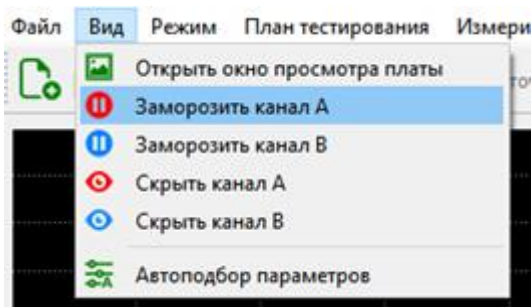 Файл Вид Режим План тестирования
Открыть окно просмотра платы
Заморозить канал A
Заморозить канал B
Скрыть канал A
Скрыть канал B
Автоподбор параметров